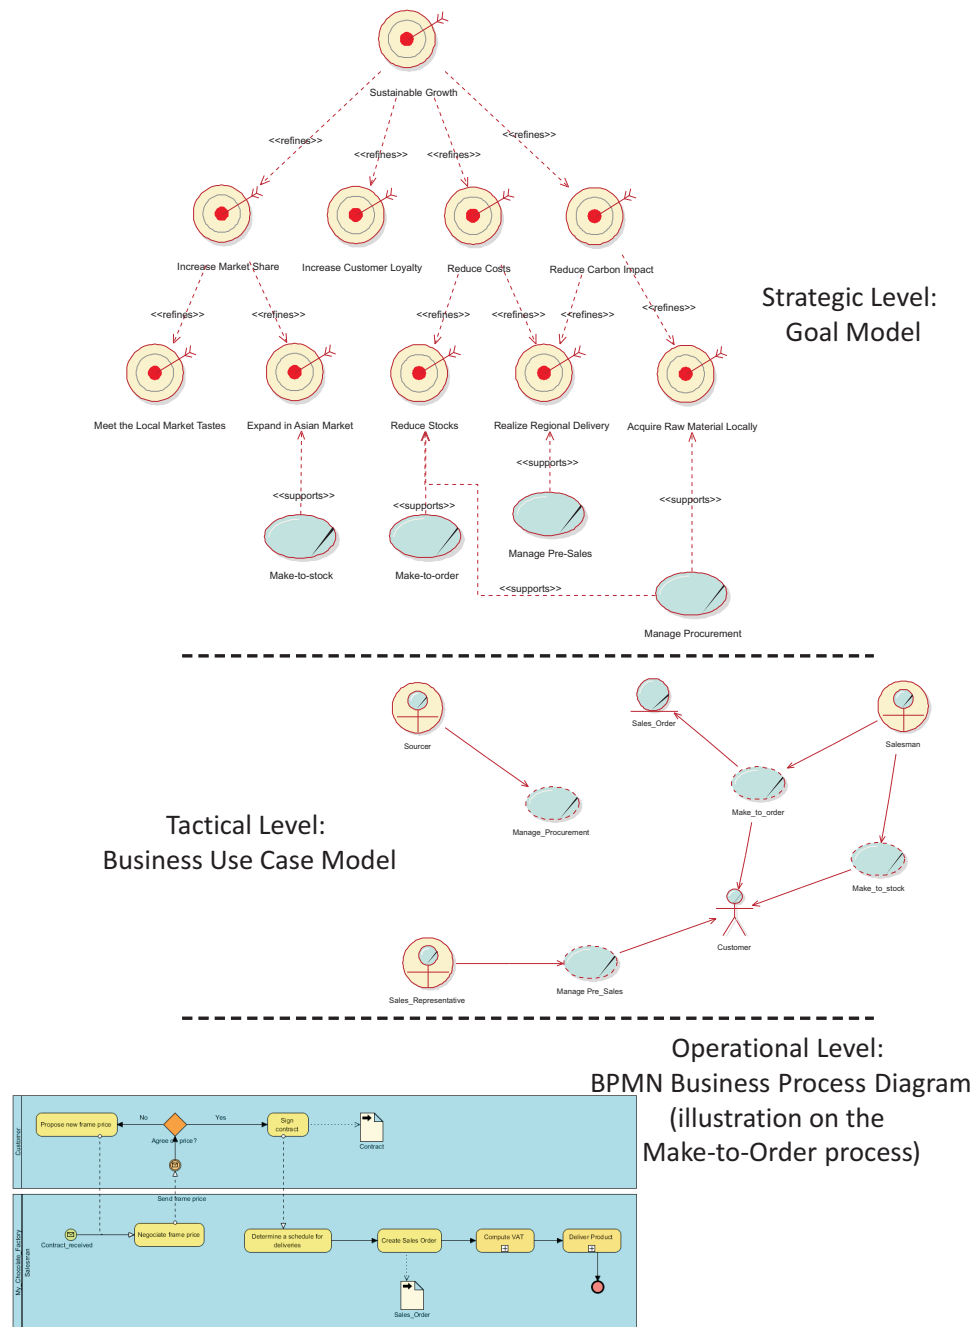 Sustainable Growth
<<refines>>
<<refines>>
<<refines>>
<<refines>>
Increase Market Share
Increase Customer Loyalty
Reduce Costs
Reduce Carbon Impact
<<refines>>
<<refines>>
<<refines>>
<<refines>>
<<refines>>
<<refines>>
Strategic Level:
Goal Model
Meet the Local Market Tastes
Expand in Asian Market
Reduce Stocks
Realize Regional Delivery
Acquire Raw Material Locally
<<supports>>
<<supports>>
<<supports>>
<<supports>>
Make-to-stock
Make-to-order
Manage Pre-Sales
<<supports>>
Manage Procurement
Sourcer
Sales_Order
Salesman
Manage_Procurement
Make_to_order
Tactical Level:
Business Use Case Model
Make_to_stock
Customer
Sales_Representative
Manage Pre_Sales
Operational Level:
BPMN Business Process Diagram
(illustration on the
Make-to-Order process)
Customer
Propose new frame price
No
Agree on price?
Yes
Sign
contract
Contract
Send frame price
My_Chocolate_Factory
Salesman
Contract_received
Negociate frame price
Determine a schedule for
deliveries
Create Sales Order
Compute VAT
Deliver Product
Sales_Order